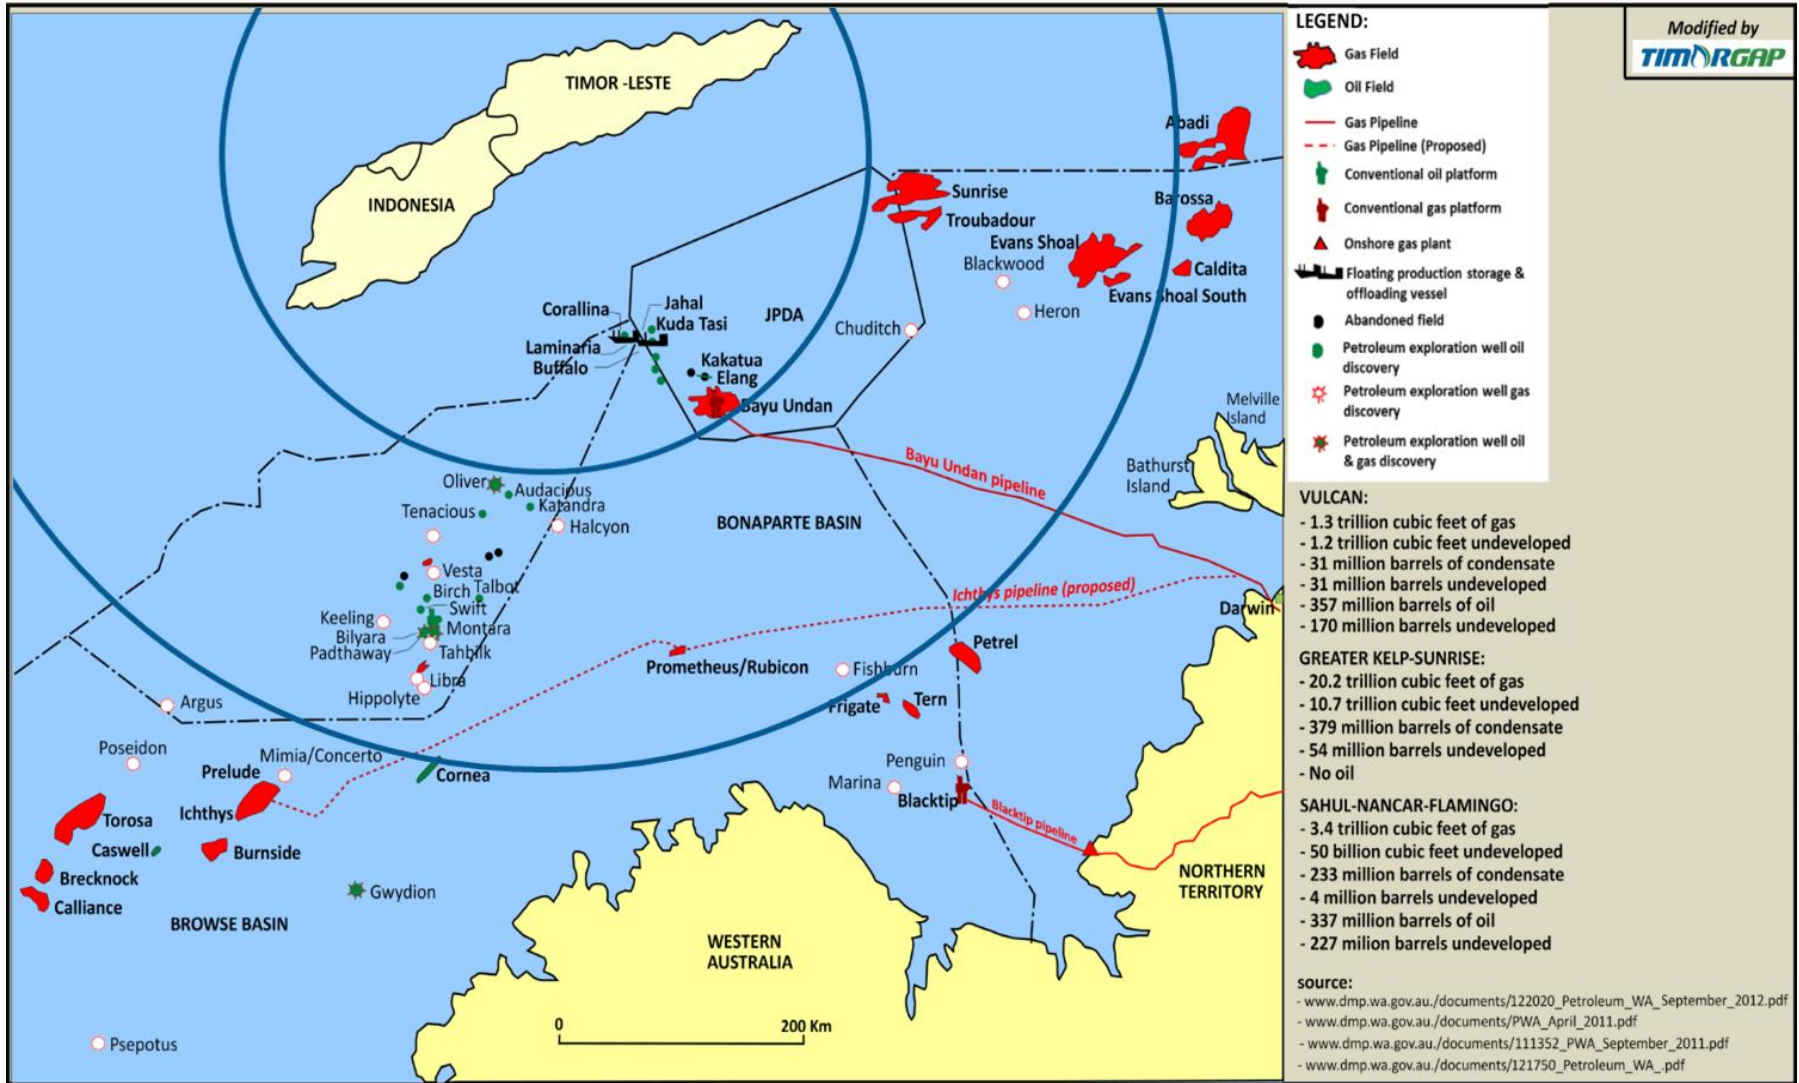 TIMOR -LESTE
INDONESIA
Abadi
Sunrise
Troubadour
Barossa
Evans Shoal
Blackwood
Caldita
Evans Shoal South
Heron
Chuditch
JPDA
Corallina
Jahal
Kuda Tasi
Laminaria
Buffalo
Kakatua
Elang
Bayu Undan
Melville
Island
Bathurst
Island
Bayu Undan pipeline
Oliver
Audacious
Katandra
Tenacious
Halcyon
BONAPARTE BASIN
Vesta
Birch
Talbot
Swift
Keeling
Bilyara
Montara
Padthaway
Tahbilk
Libra
Hippolyte
Argus
Ichthys pipeline (proposed)
Darwin
Petrel
Prometheus/Rubicon
Fishburn
Frigate
Tern
Poseidon
Mimia/Concerto
Prelude
Cornea
Ichthys
Torosa
Caswell
Burnside
Brecknock
Calliance
Gwydion
BROWSE BASIN
Penguin
Marina
Blacktip
Blacktip pipeline
NORTHERN
TERRITORY
WESTERN
AUSTRALIA
0
200 Km
Psepotus
LEGEND:
Gas Field
Oil Field
Gas Pipeline
Gas Pipeline (Proposed)
Conventional oil platform
Conventional gas platform
Onshore gas plant
Floating production storage &
offloading vessel
Abandoned field
Petroleum exploration well oil
discovery
Petroleum exploration well gas
discovery
Petroleum exploration well oil
& gas discovery
Modified by
TIMORGAP
VULCAN:
- 1.3 trillion cubic feet of gas
- 1.2 trillion cubic feet undeveloped
- 31 million barrels of condensate
- 31 million barrels undeveloped
- 357 million barrels of oil
- 170 million barrels undeveloped
GREATER KELP-SUNRISE:
- 20.2 trillion cubic feet of gas
- 10.7 trillion cubic feet undeveloped
- 379 million barrels of condensate
- 54 million barrels undeveloped
- No oil
SAHUL-NANCAR-FLAMINGO:
- 3.4 trillion cubic feet of gas
- 50 billion cubic feet undeveloped
- 233 million barrels of condensate
- 4 million barrels undeveloped
- 337 million barrels of oil
- 227 milion barrels undeveloped
source:
- www.dmp.wa.gov.au./documents/122020_Petroleum_WA_September_2012.pdf
- www.dmp.wa.gov.au./documents/PWA_April_2011.pdf
- www.dmp.wa.gov.au./documents/111352_PWA_September_2011.pdf
- www.dmp.wa.gov.au./documents/121750_Petroleum_WA_.pdf